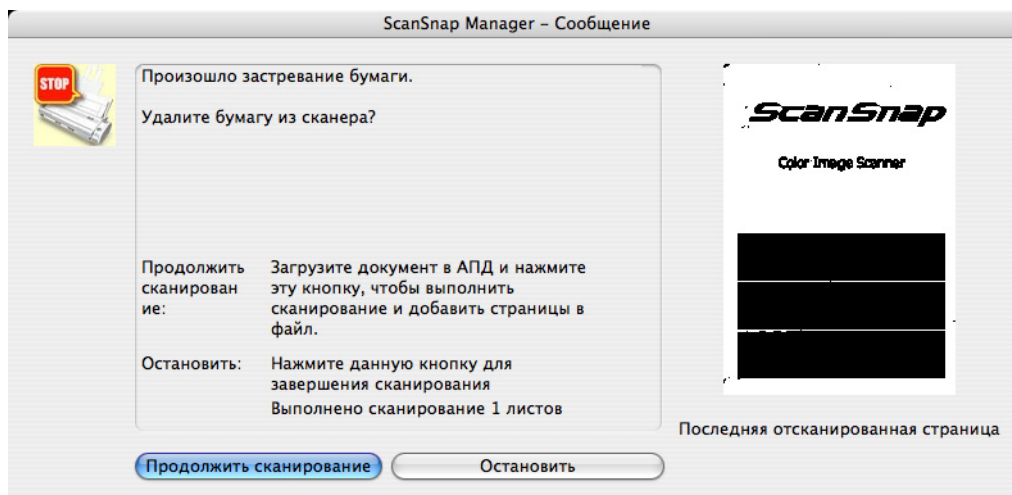 ScanSnap Manager – Сообщение
STOP
Произошло застревание бумаги.
Удалите бумагу из сканера?
Продолжить
сканирован
ие:
Загрузите документ в АПД и нажмите
эту кнопку, чтобы выполнить
сканирование и добавить страницы в
файл.
Остановить:
Нажмите данную кнопку для
завершения сканирования
Выполнено сканирование 1 листов
ScanSnap
Color Image Scanner
Последняя отсканированная страница
Продолжить сканирование
Остановить